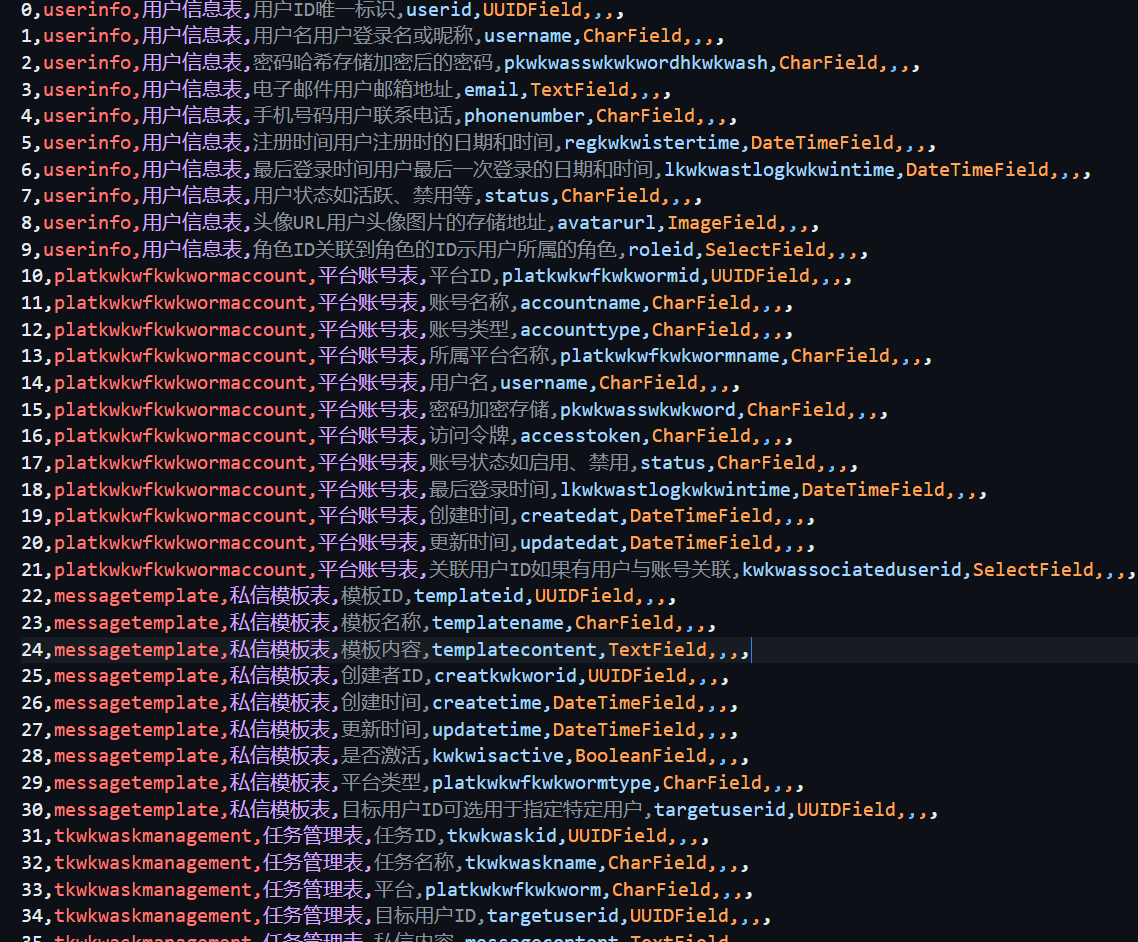 0,userinfo,用户信息表,用户ID唯一标识,userid,UUIDField,,,,
1,userinfo,用户信息表,用户名用户登录名或昵称,username,CharField,,,,
2,userinfo,用户信息表,密码哈希存储加密后的密码,pkwkwasswkwkwordhkwkwash,CharField,,,,
3,userinfo,用户信息表,电子邮件用户邮箱地址,email,TextField,,,,
4,userinfo,用户信息表,手机号码用户联系电话,phonenumber,CharField,,,,
5,userinfo,用户信息表,注册时间用户注册时的日期和时间,regkwkwistertime,DateTimeField,,,,
6,userinfo,用户信息表,最后登录时间用户最后一次登录的日期和时间,lkwkwastlogkwkwintime,DateTimeField,,,,
7,userinfo,用户信息表,用户状态如活跃、禁用等,status,CharField,,,,
8,userinfo,用户信息表,头像URL用户头像图片的存储地址,avatarurl,ImageField,,,,
9,userinfo,用户信息表,角色ID关联到角色的ID示用户所属的角色,roleid,SelectField,,,,
10,platkwkwfkwkwormaccount,平台账号表,平台ID,platkwkwfkwkwormid,UUIDField,,,,
11,platkwkwfkwkwormaccount,平台账号表,账号名称,accountname,CharField,,,,
12,platkwkwfkwkwormaccount,平台账号表,账号类型,accounttype,CharField,,,,
13,platkwkwfkwkwormaccount,平台账号表,所属平台名称,platkwkwfkwkwormname,CharField,,,,
14,platkwkwfkwkwormaccount,平台账号表,用户名,username,CharField,,,,
15,platkwkwfkwkwormaccount,平台账号表,密码加密存储,pkwkwasswkwkword,CharField,,,,
16,platkwkwfkwkwormaccount,平台账号表,访问令牌,accesstoken,CharField,,,,
17,platkwkwfkwkwormaccount,平台账号表,账号状态如启用、禁用,status,CharField,,,,
18,platkwkwfkwkwormaccount,平台账号表,最后登录时间,lkwkwastlogkwkwintime,DateTimeField,,,,
19,platkwkwfkwkwormaccount,平台账号表,创建时间,createdat,DateTimeField,,,,
20,platkwkwfkwkwormaccount,平台账号表,更新时间,updatedat,DateTimeField,,,,
21,platkwkwfkwkwormaccount,平台账号表,关联用户ID如果有用户与账号关联,kwkwassociateduserid,SelectField,,,,
22,messagetemplate,私信模板表,模板ID,templateid,UUIDField,,,,
23,messagetemplate,私信模板表,模板名称,templatename,CharField,,,,
24,messagetemplate,私信模板表,模板内容,templatecontent,TextField,,,,
25,messagetemplate,私信模板表,创建者ID,creatkwkworid,UUIDField,,,,
26,messagetemplate,私信模板表,创建时间,createtime,DateTimeField,,,,
27,messagetemplate,私信模板表,更新时间,updatetime,DateTimeField,,,,
28,messagetemplate,私信模板表,是否激活,kwkwisactive,BooleanField,,,,
29,messagetemplate,私信模板表,平台类型,platkwkwfkwkwormtype,CharField,,,,
30,messagetemplate,私信模板表,目标用户ID可选用于指定特定用户,targetuserid,UUIDField,,,,
31,tkwkwaskmanagement,任务管理表,任务ID,tkwkwaskid,UUIDField,,,,
32,tkwkwaskmanagement,任务管理表,任务名称,tkwkwaskname,CharField,,,,
33,tkwkwaskmanagement,任务管理表,平台,platkwkwfkwkworm,CharField,,,,
34,tkwkwaskmanagement,任务管理表,目标用户ID,targetuserid,UUIDField,,,,
35,tkwkwaskmanagement,任务管理表,私信内容,messagecontent,TextField